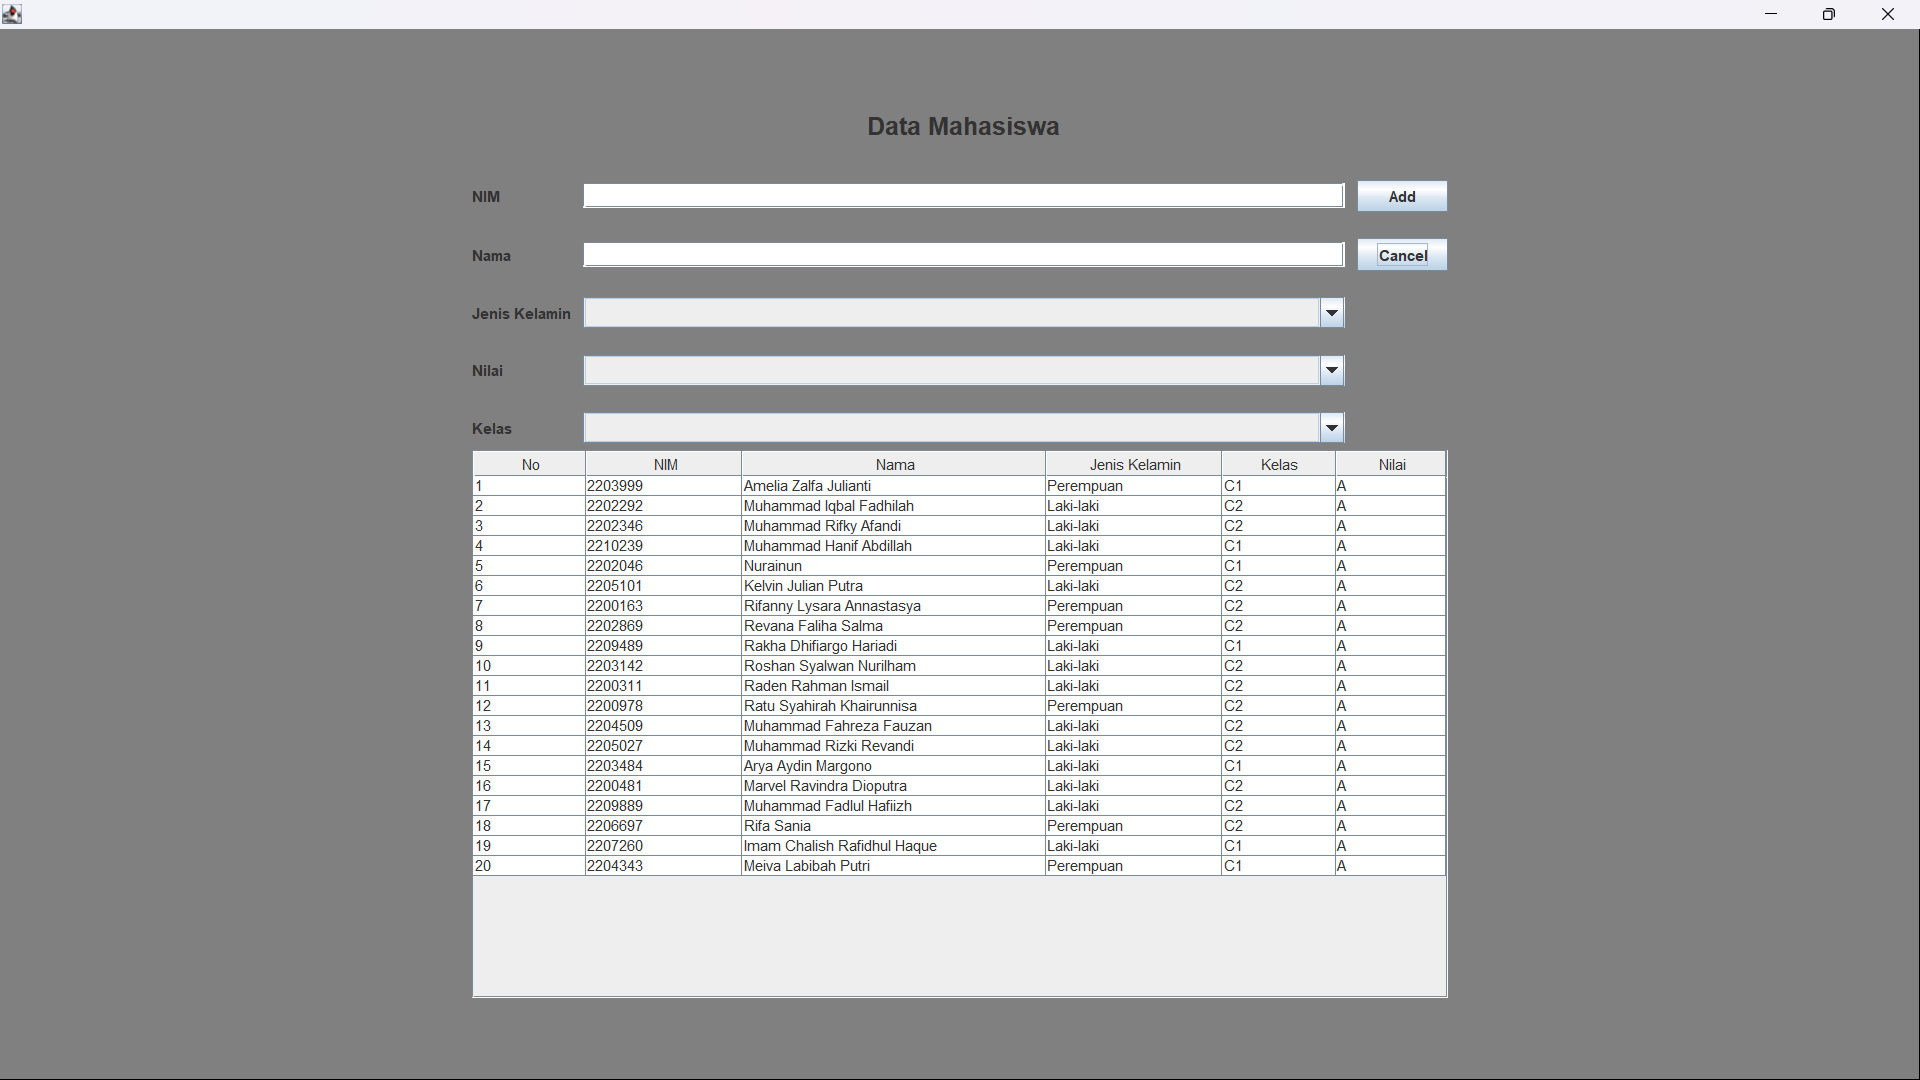 Data Mahasiswa
NIM Add
Nama Cancel
Jenis Kelamin
Nilai
Kelas
No NIM Nama Jenis Kelamin Kelas Nilai
1 2203999 Amelia Zalfa Julianti Perempuan C1 A
2 2202292 Muhammad Iqbal Fadhilah Laki-laki C2 A
3 2202346 Muhammad Rifky Afandi Laki-laki C2 A
4 2210239 Muhammad Hanif Abdillah Laki-laki C1 A
5 2202046 Nurainun Perempuan C1 A
6 2205101 Kelvin Julian Putra Laki-laki C2 A
7 2200163 Rifanny Lysara Annastasya Perempuan C2 A
8 2202869 Revana Faliha Salma Perempuan C2 A
9 2209489 Rakha Dhifiargo Hariadi Laki-laki C1 A
10 2203142 Roshan Syalwan Nurilham Laki-laki C2 A
11 2200311 Raden Rahman Ismail Laki-laki C2 A
12 2200978 Ratu Syahirah Khairunnisa Perempuan C2 A
13 2204509 Muhammad Fahreza Fauzan Laki-laki C2 A
14 2205027 Muhammad Rizki Revandi Laki-laki C2 A
15 2203484 Arya Aydin Margono Laki-laki C1 A
16 2200481 Marvel Ravindra Dioputra Laki-laki C2 A
17 2209889 Muhammad Fadlul Hafiizh Laki-laki C2 A
18 2206697 Rifa Sania Perempuan C2 A
19 2207260 Imam Chalish Rafidhul Haque Laki-laki C1 A
20 2204343 Meiva Labibah Putri Perempuan C1 A